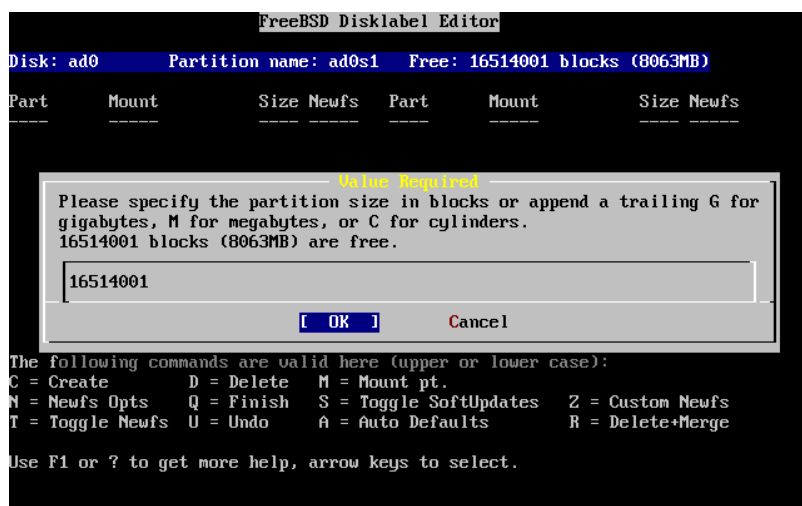 FreeBSD Disklabel Editor
Disk: ad0 Partition name: ad0s1 Free: 16514001 blocks (8063MB)
Part Mount Size Newfs Part Mount Size Newfs
---- ----- ---- ----- ---- ----- ---- -----
Value Required
Please specify the partition size in blocks or append a trailing G for
gigabytes, M for megabytes, or C for cylinders.
16514001 blocks (8063MB) are free.
16514001
[ OK ] Cancel
The following commands are valid here (upper or lower case):
C = Create D = Delete M = Mount pt.
N = Newfs Opts Q = Finish S = Toggle SoftUpdates Z = Custom Newfs
T = Toggle Newfs U = Undo A = Auto Defaults R = Delete+Merge
Use F1 or ? to get more help, arrow keys to select.